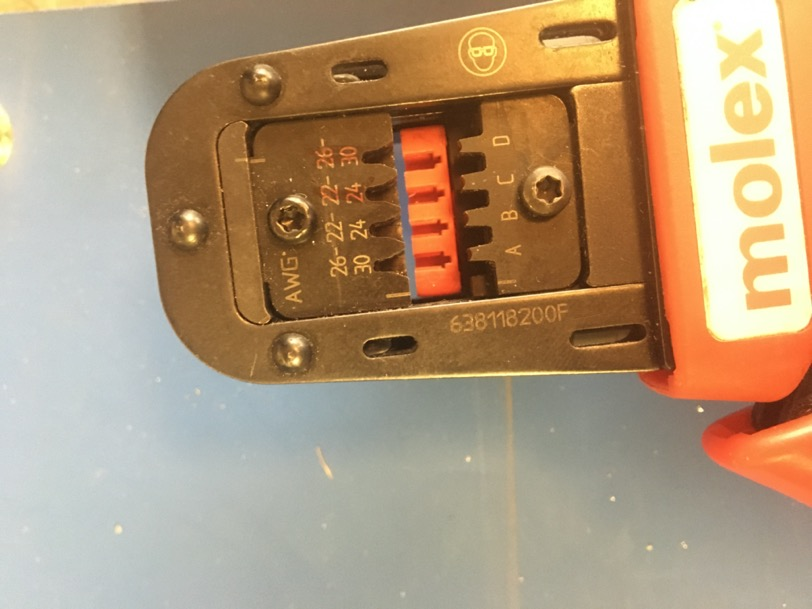 AWG
26- 22- 22- 26-
30 24 24 30
A B C D
638118200F
molex